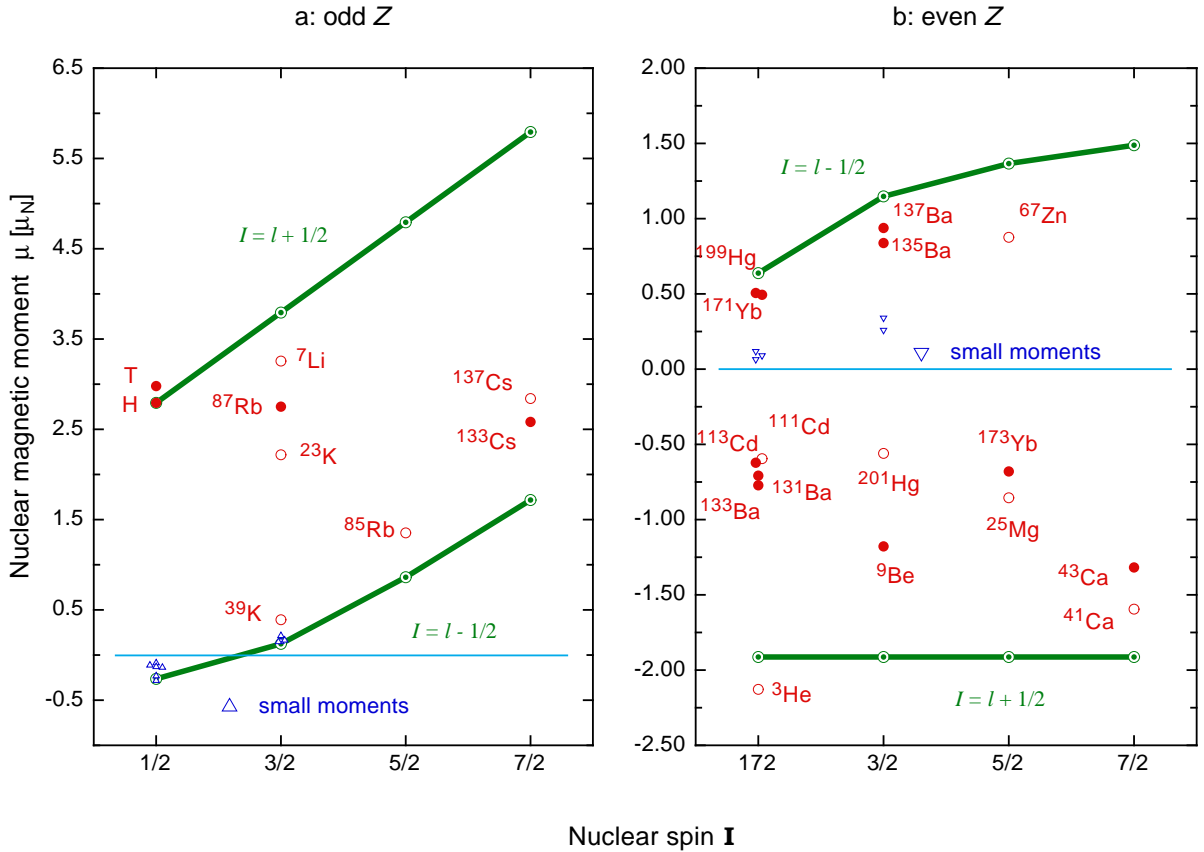 a: odd Z
b: even Z
Nuclear magnetic moment μ [μN]
6.5
5.5
4.5
3.5
2.5
1.5
0.5
-0.5
I = l + 1/2
T
H
7Li
87Rb
23K
137Cs
133Cs
85Rb
39K
I = l - 1/2
small moments
1/2
3/2
5/2
7/2
2.00
1.50
1.00
0.50
0.00
-0.50
-1.00
-1.50
-2.00
-2.50
I = l - 1/2
137Ba
67Zn
135Ba
199Hg
171Yb
small moments
111Cd
113Cd
173Yb
201Hg
131Ba
133Ba
25Mg
9Be
43Ca
41Ca
3He
I = l + 1/2
172
3/2
5/2
7/2
Nuclear spin I